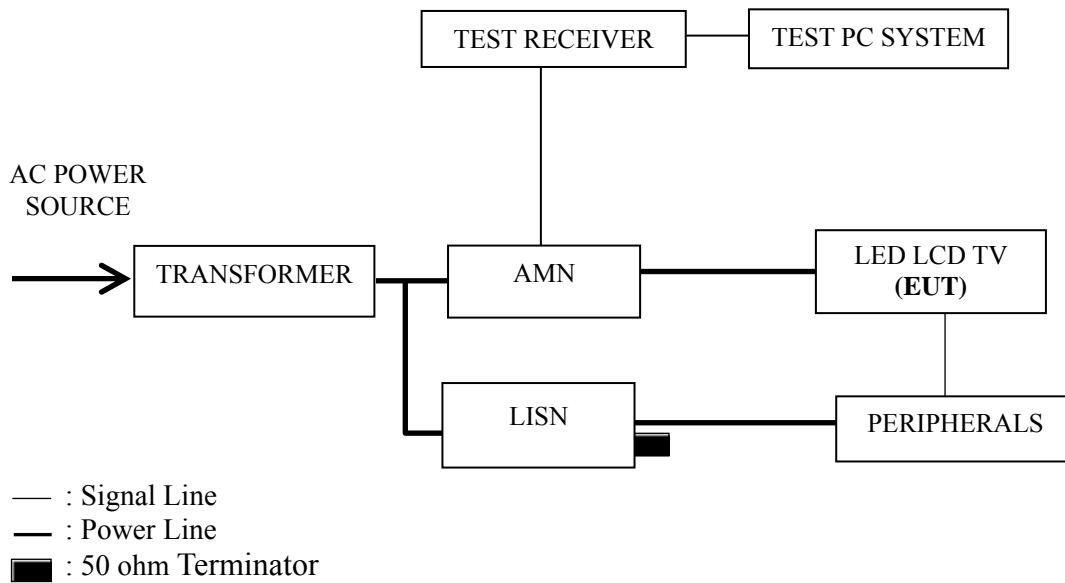 TEST RECEIVER
TEST PC SYSTEM
AC POWER
SOURCE
TRANSFORMER
AMN
LED LCD TV
(EUT)
LISN
PERIPHERALS
: Signal Line
: Power Line
: 50 ohm Terminator